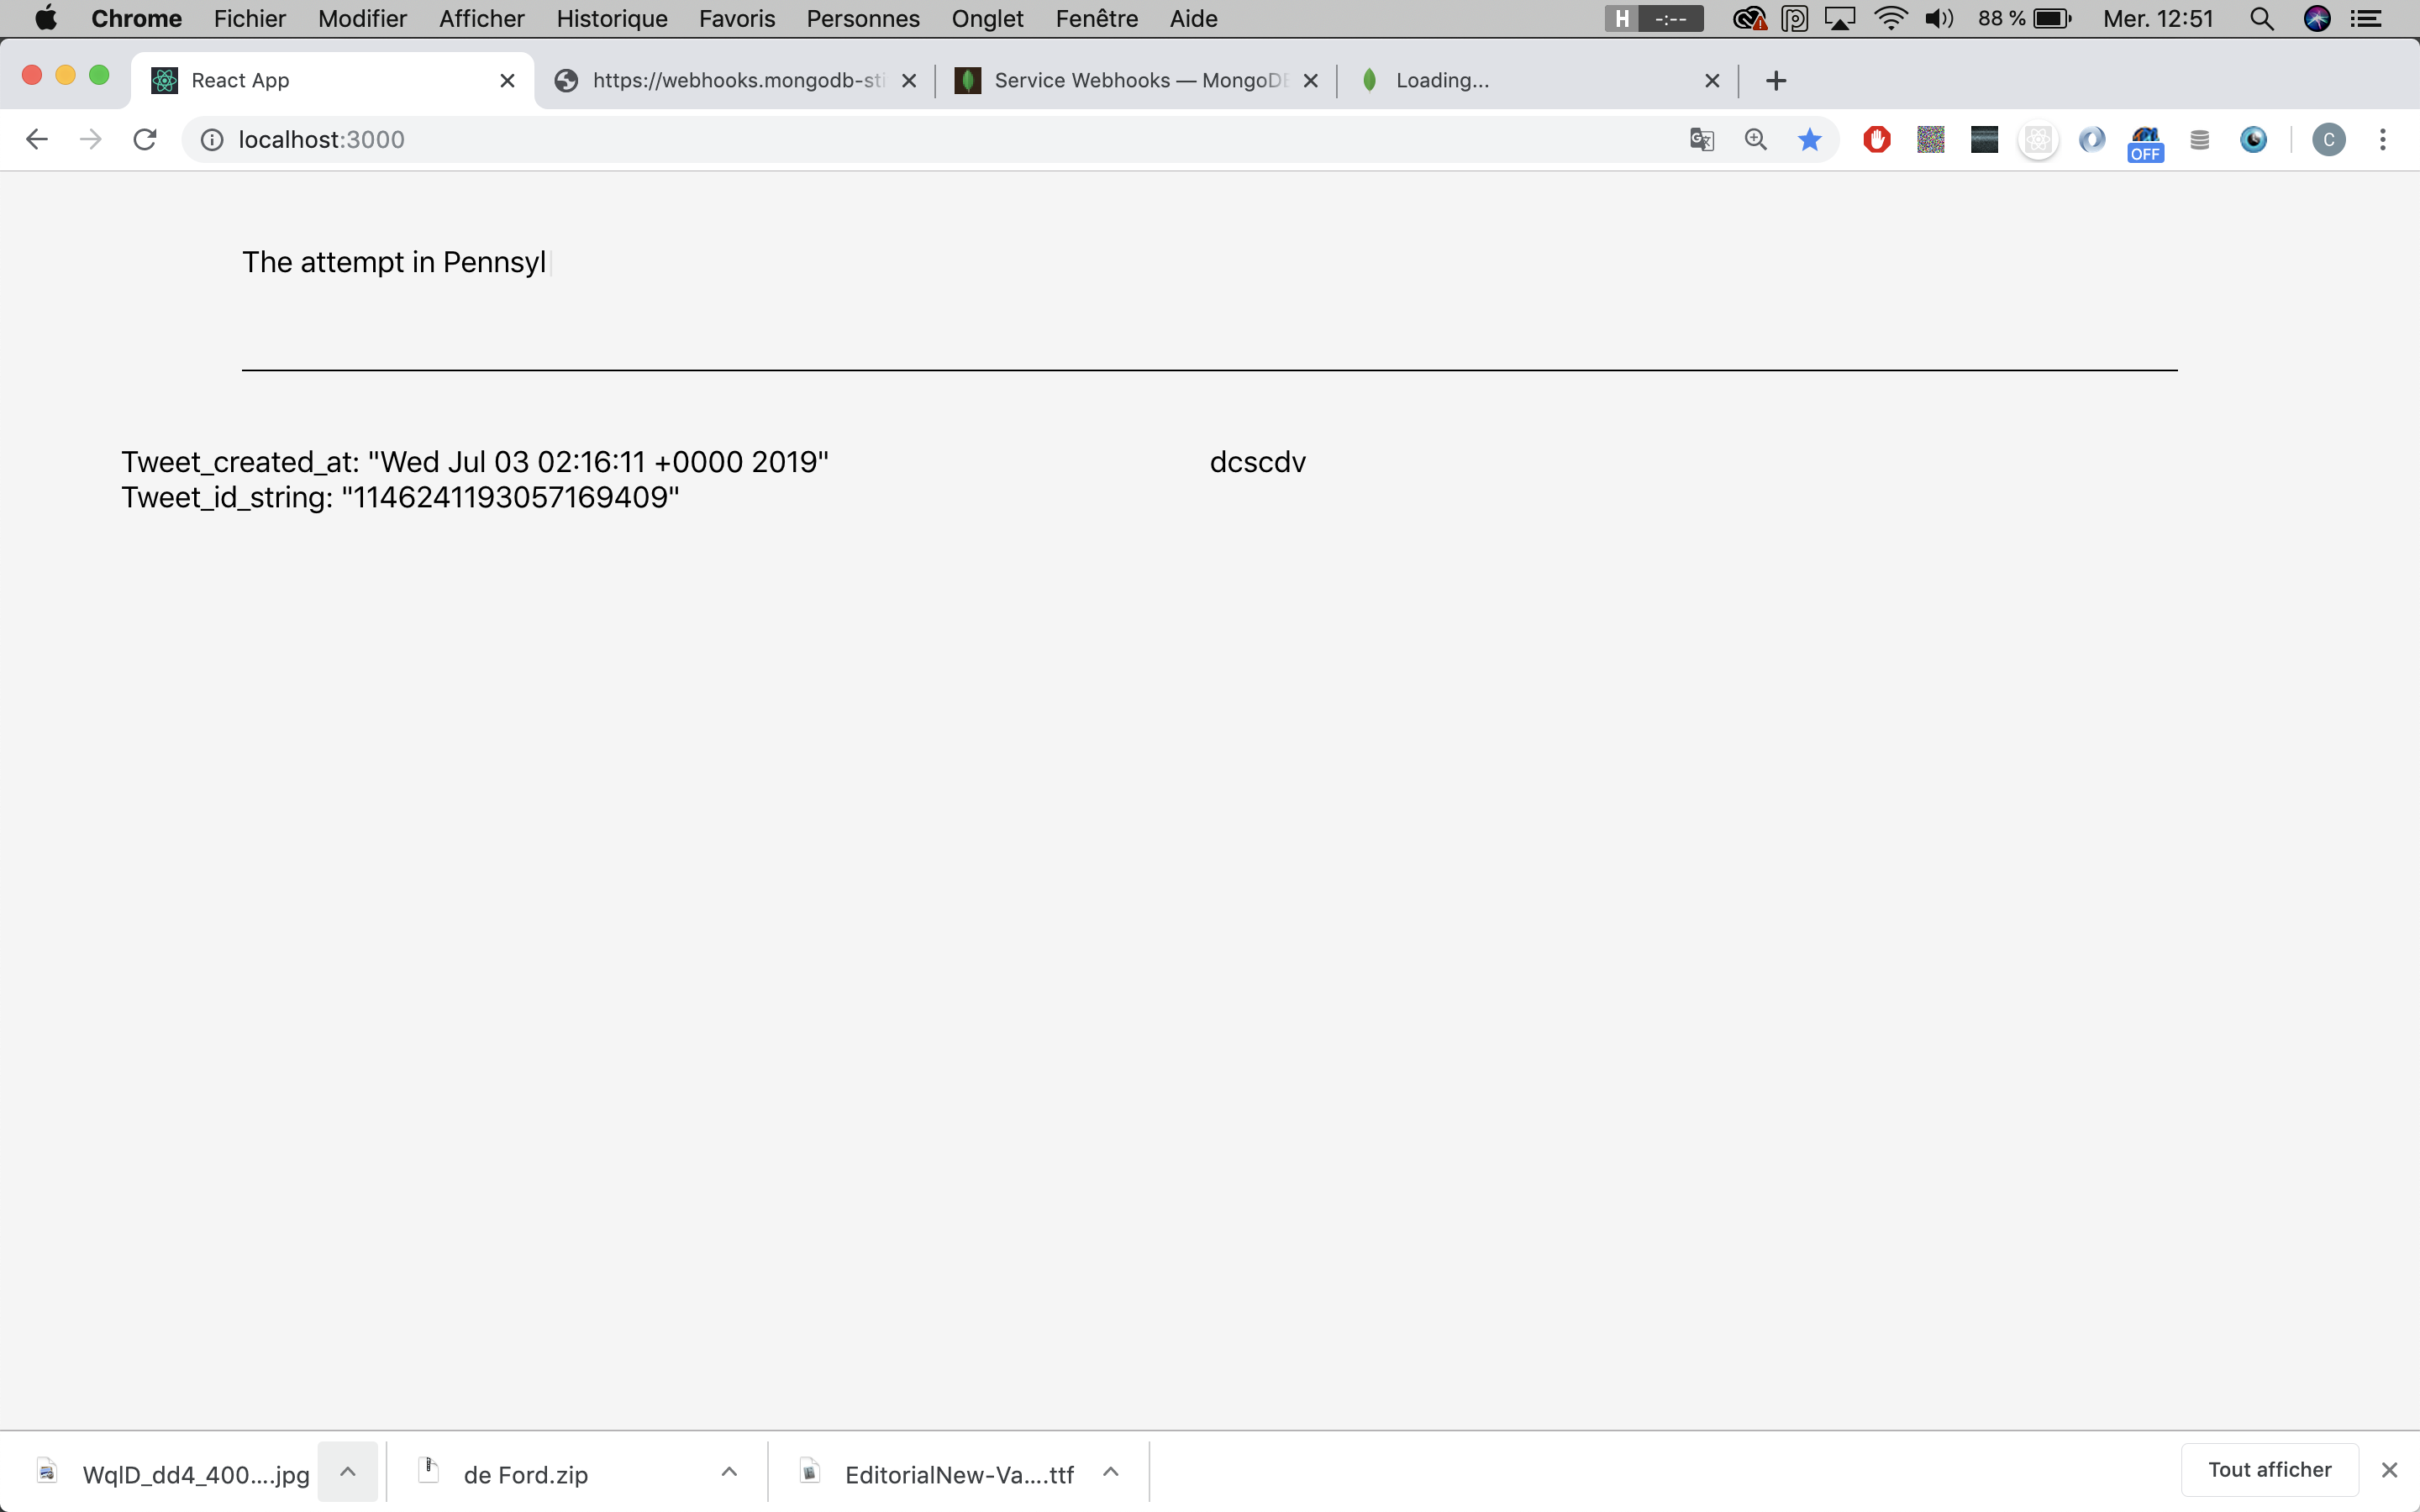 Chrome Fichier Modifier Afficher Historique Favoris Personnes Onglet Fenêtre Aide H -:-- 88 % Mer. 12:51
React App https://webhooks.mongodb-sti Service Webhooks — MongoDB Loading...
localhost:3000 OFF C
The attempt in Pennsyl
Tweet_created_at: "Wed Jul 03 02:16:11 +0000 2019" dcscdv
Tweet_id_string: "1146241193057169409"
WqlD_dd4_400....jpg de Ford.zip EditorialNew-Va....ttf Tout afficher